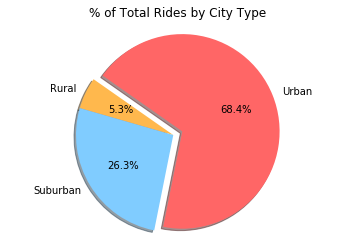 % of Total Rides by City Type
Rural
Urban
5.3%
68.4%
26.3%
Suburban